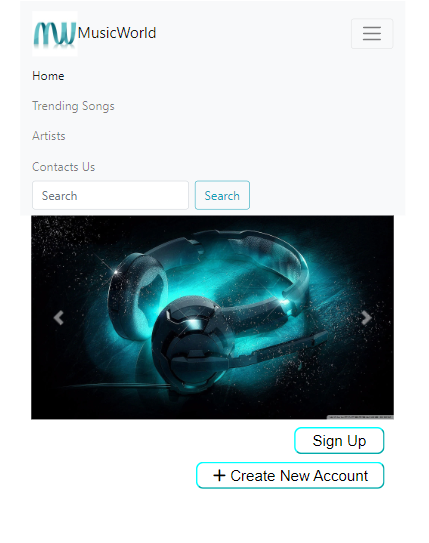 MW MusicWorld
Home
Trending Songs
Artists
Contacts Us
Search Search
Sign Up
+ Create New Account